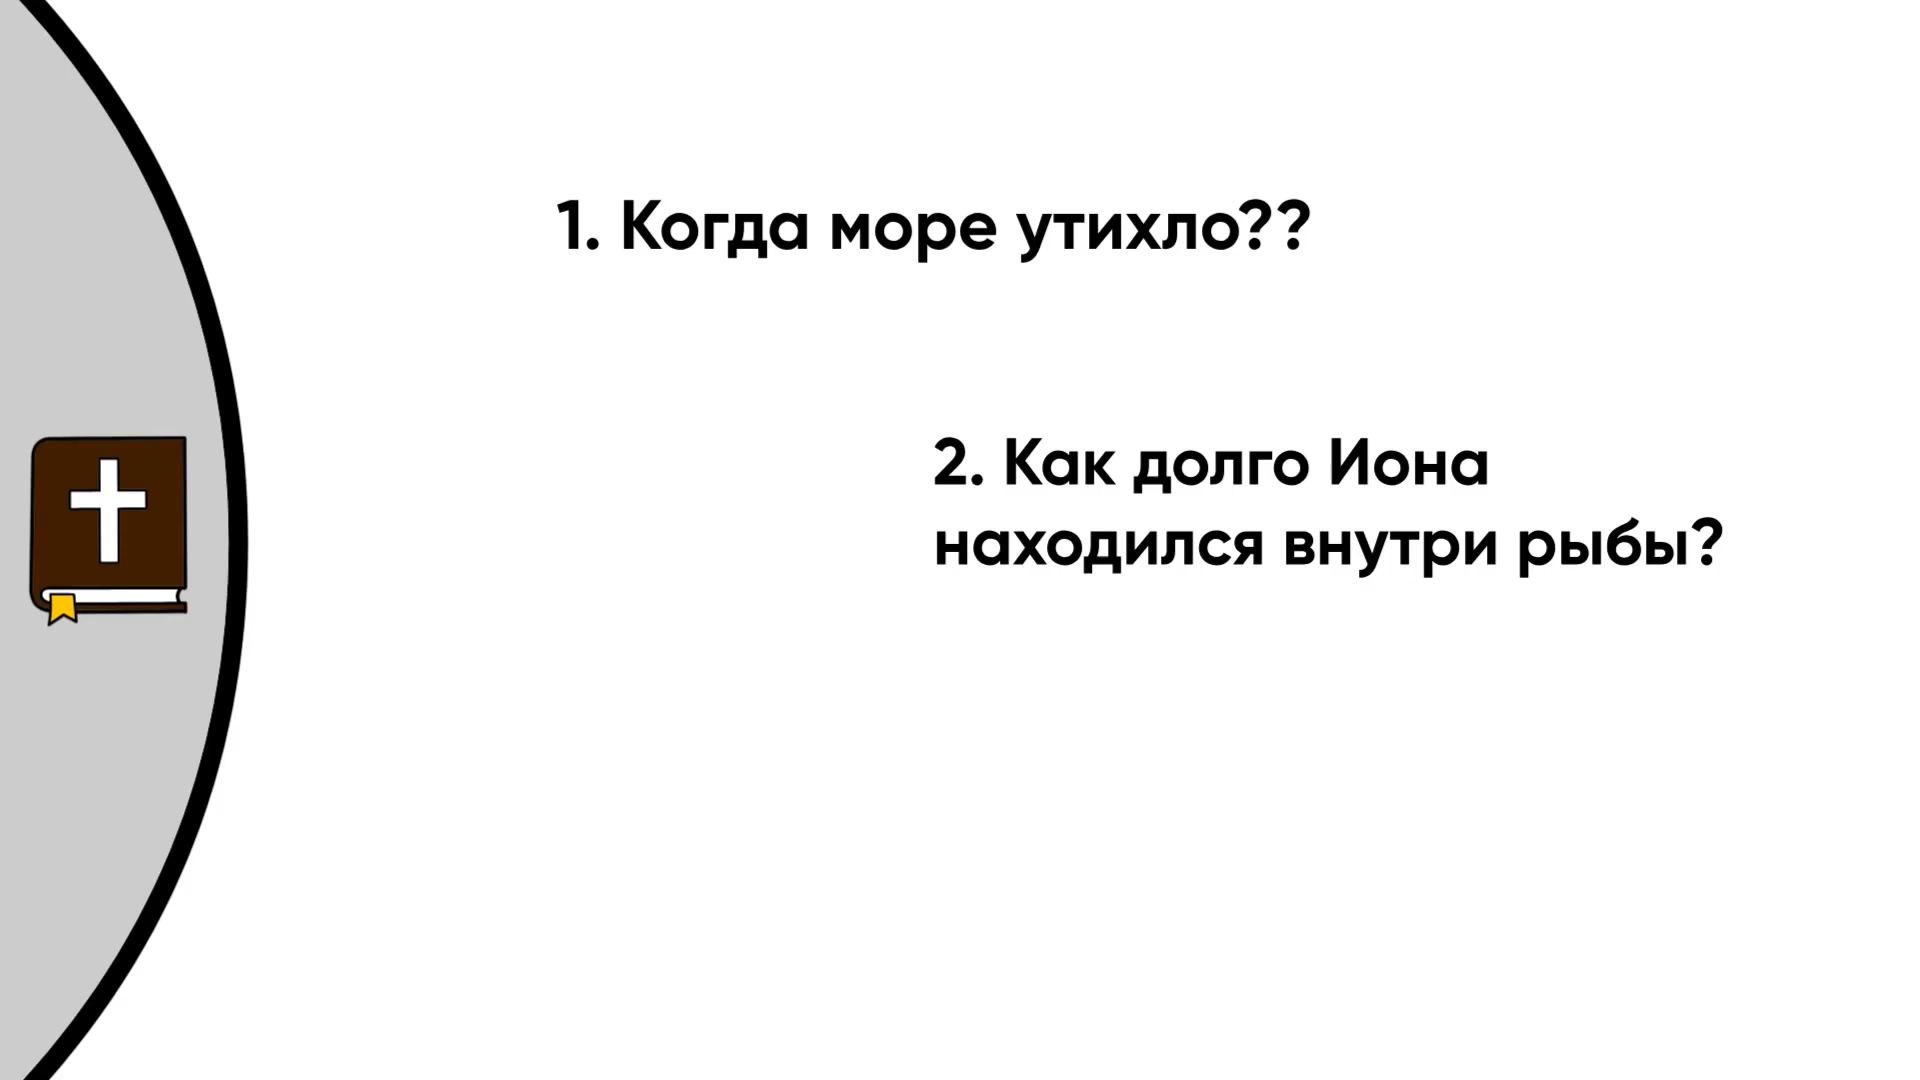 1. Когда море утихло??
2. Как долго Иона
находился внутри рыбы?